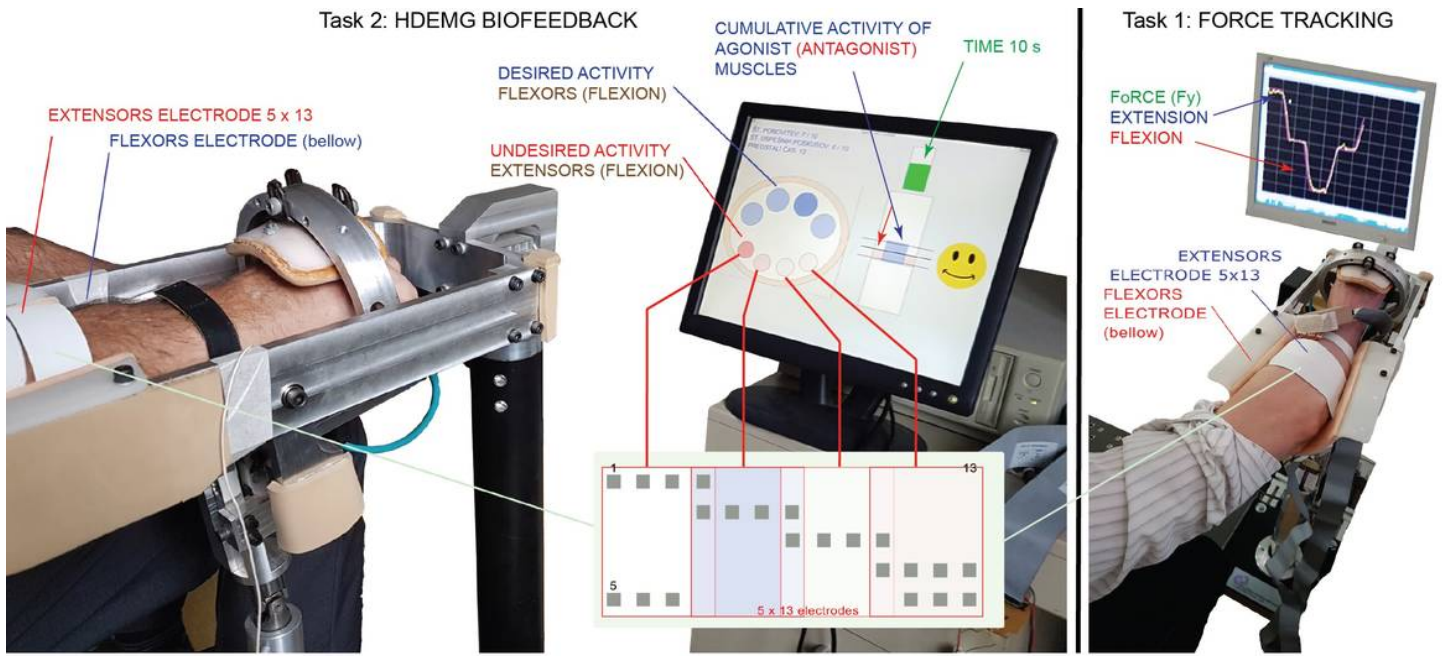 Task 2: HDEMG BIOFEEDBACK
EXTENSORS ELECTRODE 5 x 13
FLEXORS ELECTRODE (bellow)
DESIRED ACTIVITY
FLEXORS (FLEXION)
UNDESIRED ACTIVITY
EXTENSORS (FLEXION)
CUMULATIVE ACTIVITY OF
AGONIST (ANTAGONIST)
MUSCLES
TIME 10 s
1
13
5
5 x 13 electrodes
Task 1: FORCE TRACKING
FoRCE (Fy)
EXTENSION
FLEXION
EXTENSORS
ELECTRODE 5x13
FLEXORS
ELECTRODE
(bellow)